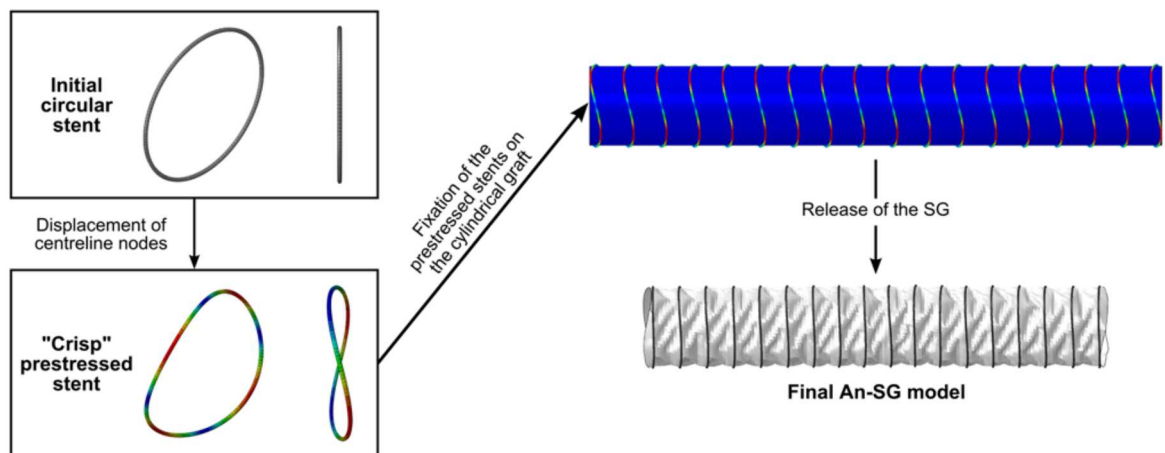 Initial
circular
stent
Displacement of
centreline nodes
"Crisp"
prestressed
stent
Fixation of the
prestressed stents on
the cylindrical graft
Release of the SG
Final An-SG model